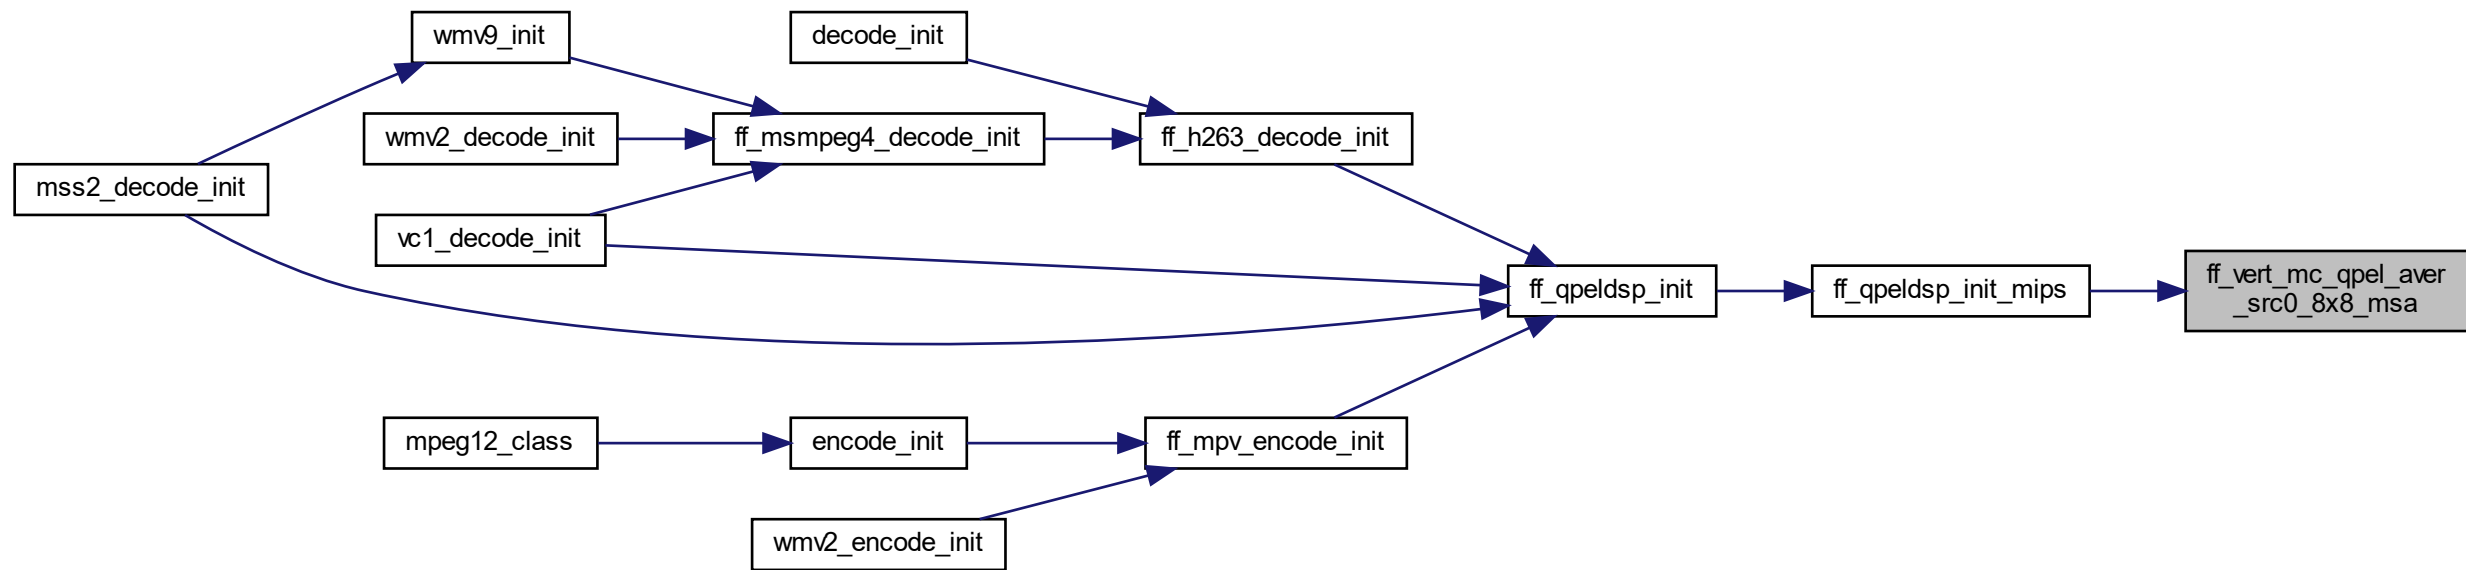 wmv9_init
decode_init
wmv2_decode_init
ff_msmpeg4_decode_init
ff_h263_decode_init
mss2_decode_init
vc1_decode_init
ff_qpeldsp_init
ff_qpeldsp_init_mips
ff_vert_mc_qpel_aver
_src0_8x8_msa
mpeg12_class
encode_init
ff_mpv_encode_init
wmv2_encode_init